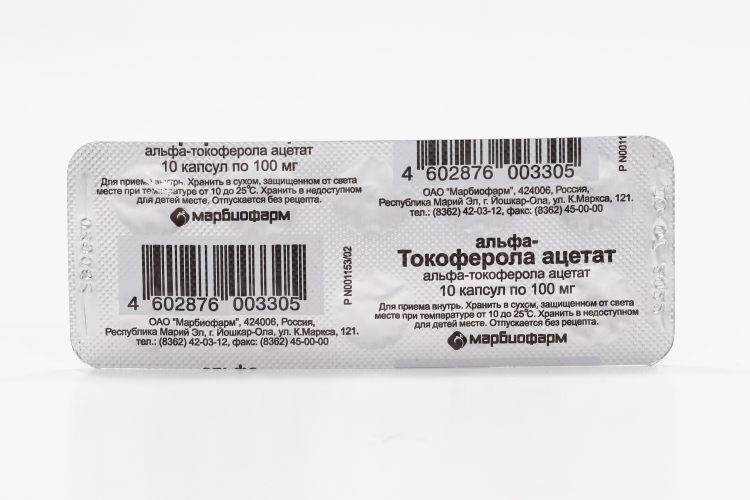 альфа-токоферола ацетат
10 капсул по 100 мг
Для приема внутрь. Хранить в сухом, защищенном от света
месте при температуре от 10 до 25°С. Хранить в недоступном
для детей месте. Отпускается без рецепта.
марбиофарм
4 602876 003305
ОАО "Марбиофарм", 424006, Россия,
Республика Марий Эл, г. Йошкар-Ола, ул. К.Маркса, 121.
тел.: (8362) 42-03-12, факс: (8362) 45-00-00
Р N001153/02
4 602876 003305
ОАО "Марбиофарм", 424006, Россия,
Республика Марий Эл, г. Йошкар-Ола, ул. К.Маркса, 121.
тел.: (8362) 42-03-12, факс: (8362) 45-00-00
Р N0011
альфа-
Токоферола ацетат
альфа-токоферола ацетат
10 капсул по 100 мг
Для приема внутрь. Хранить в сухом, защищенном от света
месте при температуре от 10 до 25°С. Хранить в недоступном
для детей месте. Отпускается без рецепта.
марбиофарм